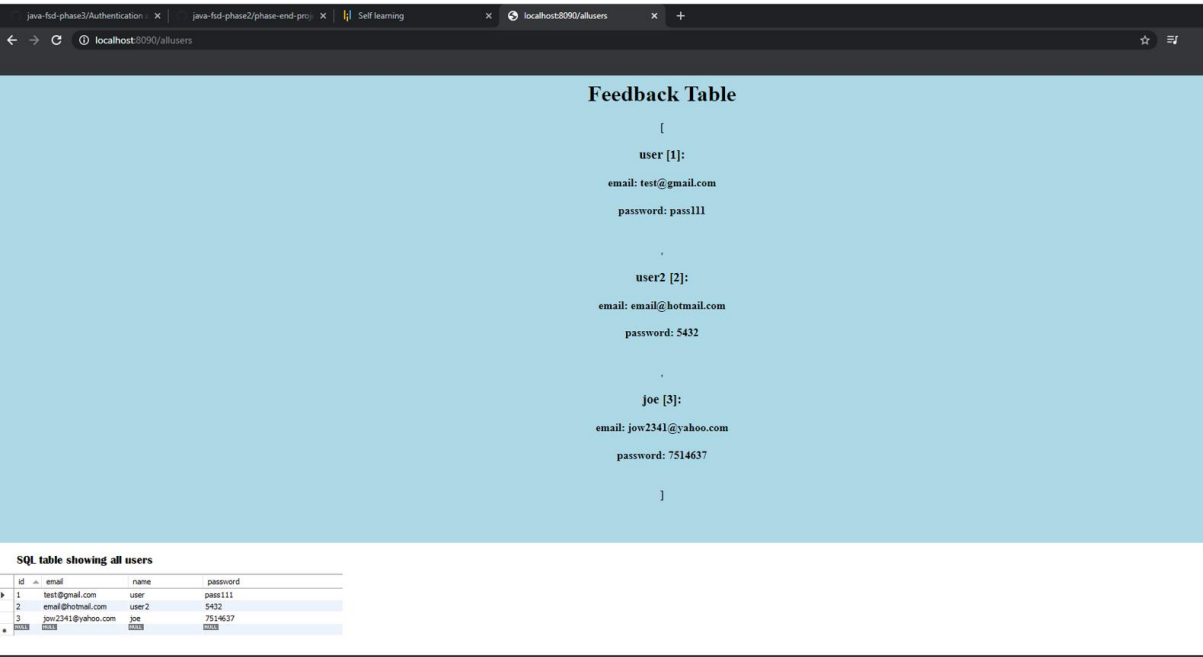 java-fsd-phase3/Authentication
java-fsd-phase2/phase-end-proj
Self learning
localhost:8090/allusers
localhost:8090/allusers
Feedback Table
[
user [1]:
email: test@gmail.com
password: pass111
,
user2 [2]:
email: email@hotmail.com
password: 5432
,
joe [3]:
email: jow2341@yahoo.com
password: 7514637
]
SQL table showing all users
id email name password
1 test@gmail.com user pass111
2 email@hotmail.com user2 5432
3 jow2341@yahoo.com joe 7514637
NULL NULL NULL NULL